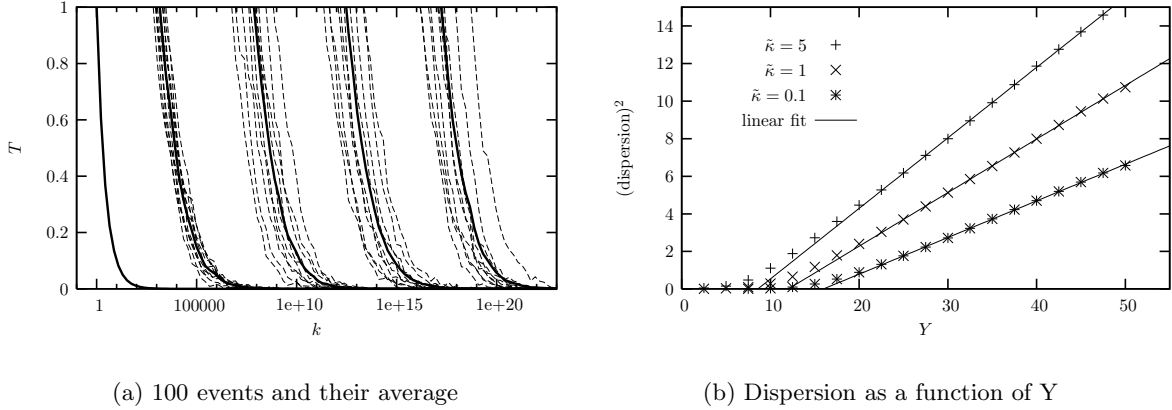 0
0.2
0.4
0.6
0.8
1
T
1
100000
1e+10
1e+15
1e+20
k
(a) 100 events and their average
0
2
4
6
8
10
12
14
(dispersion)²
0
10
20
30
40
50
Y
κ̃ = 5
κ̃ = 1
κ̃ = 0.1
linear fit
(b) Dispersion as a function of Y